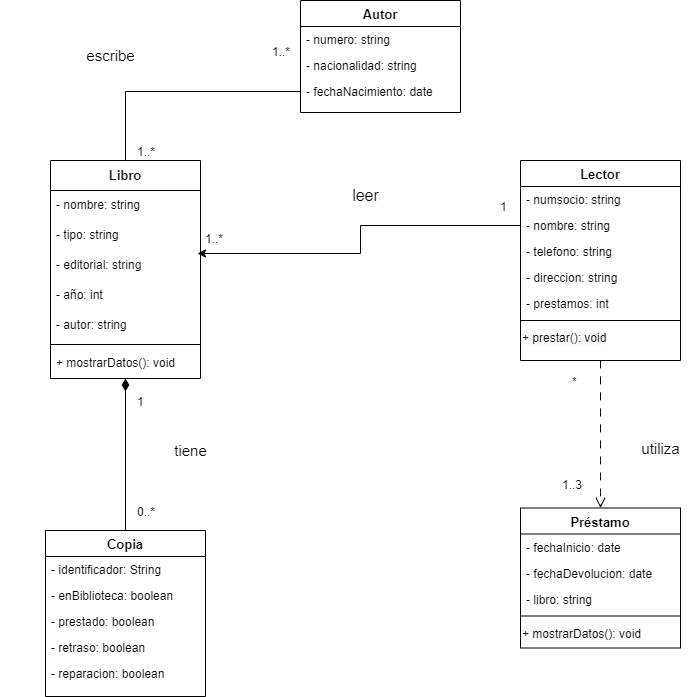 Autor
- numero: string
- nacionalidad: string
- fechaNacimiento: date
escribe
1..*
1..*
Libro
- nombre: string
- tipo: string
- editorial: string
- año: int
- autor: string
+ mostrarDatos(): void
leer
1
1..*
Lector
- numsocio: string
- nombre: string
- telefono: string
- direccion: string
- prestamos: int
+ prestar(): void
1
tiene
0..*
*
utiliza
1..3
Copia
- identificador: String
- enBiblioteca: boolean
- prestado: boolean
- retraso: boolean
- reparacion: boolean
Préstamo
- fechaInicio: date
- fechaDevolucion: date
- libro: string
+ mostrarDatos(): void